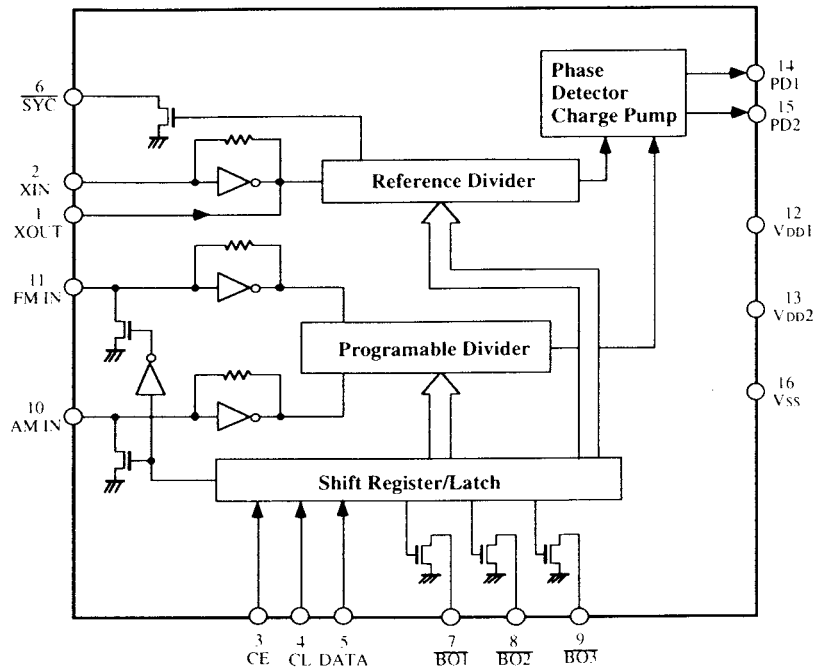 6
SYC
2
XIN
1
XOUT
11
FM IN
10
AM IN
Phase
Detector
Charge Pump
Reference Divider
Programable Divider
Shift Register/Latch
14
PD1
15
PD2
12
VDD1
13
VDD2
16
VSS
3
CE
4
CL
5
DATA
7
BO1
8
BO2
9
BO3